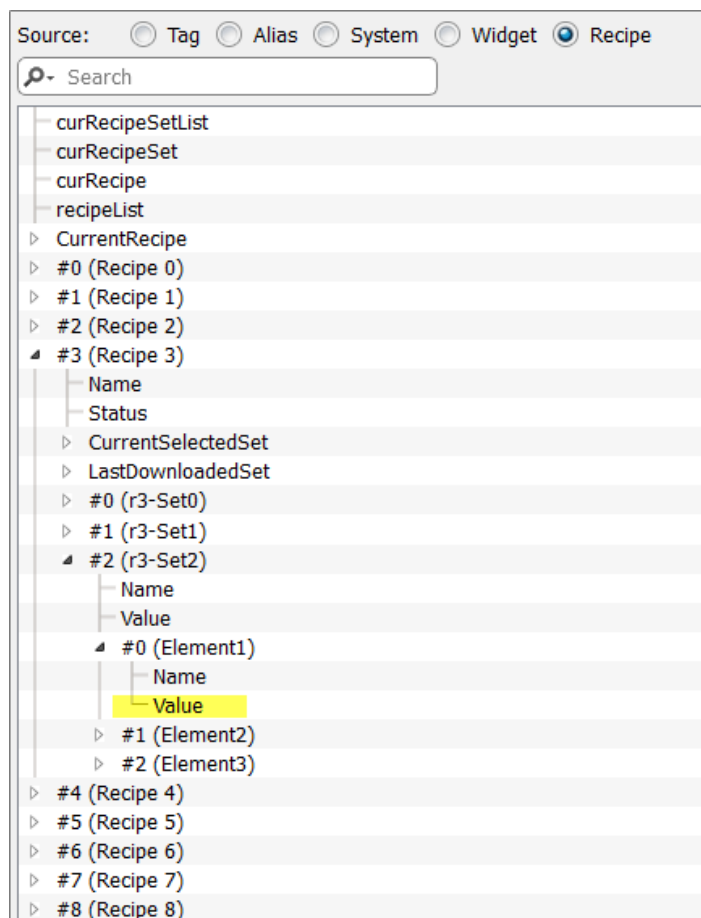 Source: Tag Alias System Widget Recipe
Search
curRecipeSetList
curRecipeSet
curRecipe
recipeList
CurrentRecipe
#0 (Recipe 0)
#1 (Recipe 1)
#2 (Recipe 2)
#3 (Recipe 3)
Name
Status
CurrentSelectedSet
LastDownloadedSet
#0 (r3-Set0)
#1 (r3-Set1)
#2 (r3-Set2)
Name
Value
#0 (Element1)
Name
Value
#1 (Element2)
#2 (Element3)
#4 (Recipe 4)
#5 (Recipe 5)
#6 (Recipe 6)
#7 (Recipe 7)
#8 (Recipe 8)